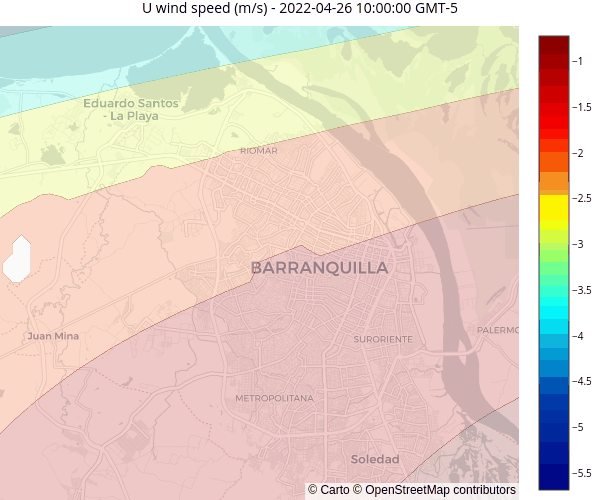 U wind speed (m/s) - 2022-04-26 10:00:00 GMT-5
Eduardo Santos
- La Playa
RIOMAR
BARRANQUILLA
Juan Mina
SURORIENTE
PALERMO
METROPOLITANA
Soledad
© Carto © OpenStreetMap contributors
−1
−1.5
−2
−2.5
−3
−3.5
−4
−4.5
−5
−5.5